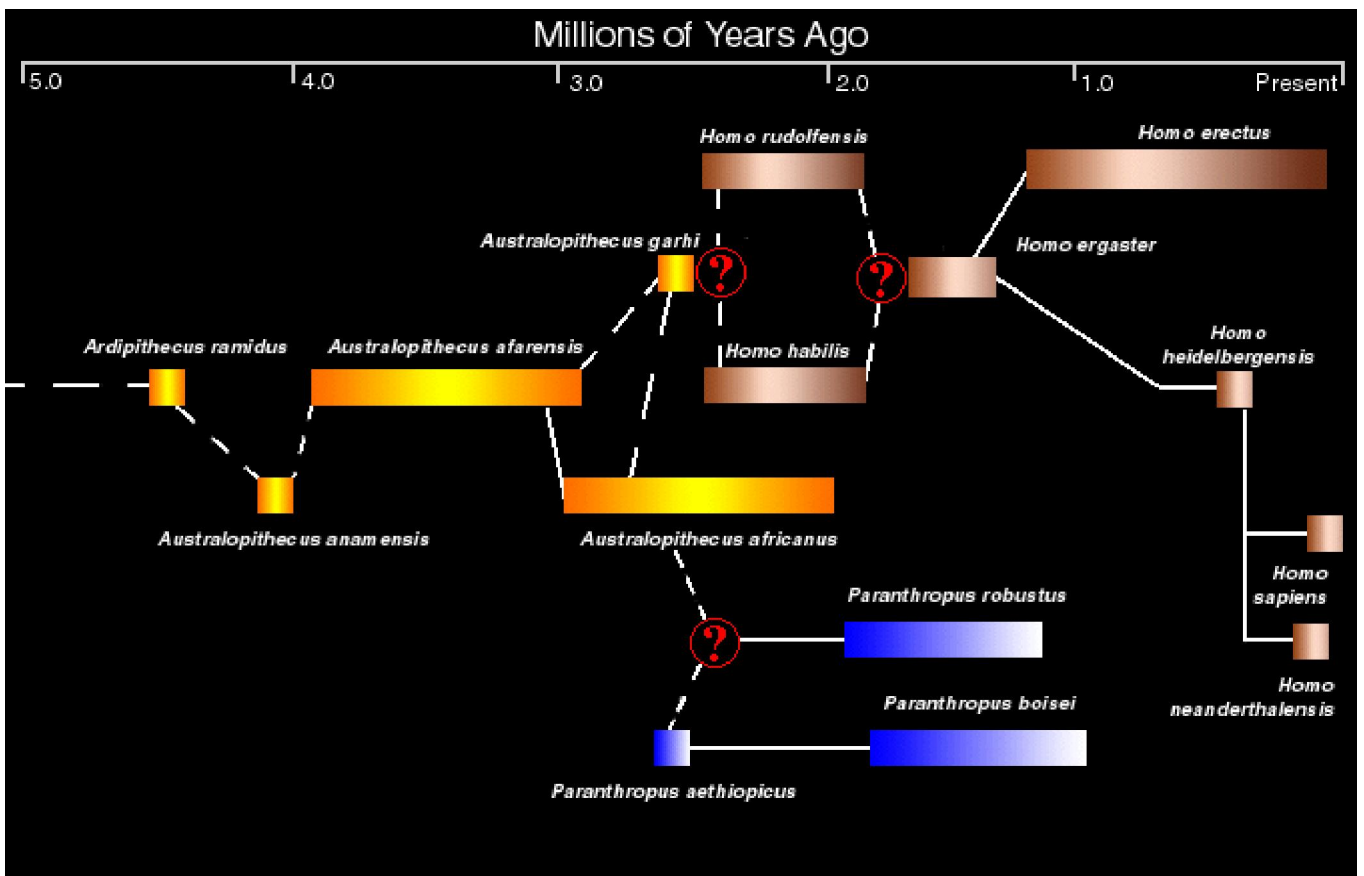 Millions of Years Ago
5.0 4.0 3.0 2.0 1.0 Present
Homo rudolfensis
Homo erectus
Australopithecus garhi
Homo ergaster
?
?
Ardipithecus ramidus
Australopithecus afarensis
Homo habilis
Homo
heidelbergensis
Australopithecus anamensis
Australopithecus africanus
Homo
sapiens
Paranthropus robustus
?
Homo
neanderthalensis
Paranthropus boisei
Paranthropus aethiopicus